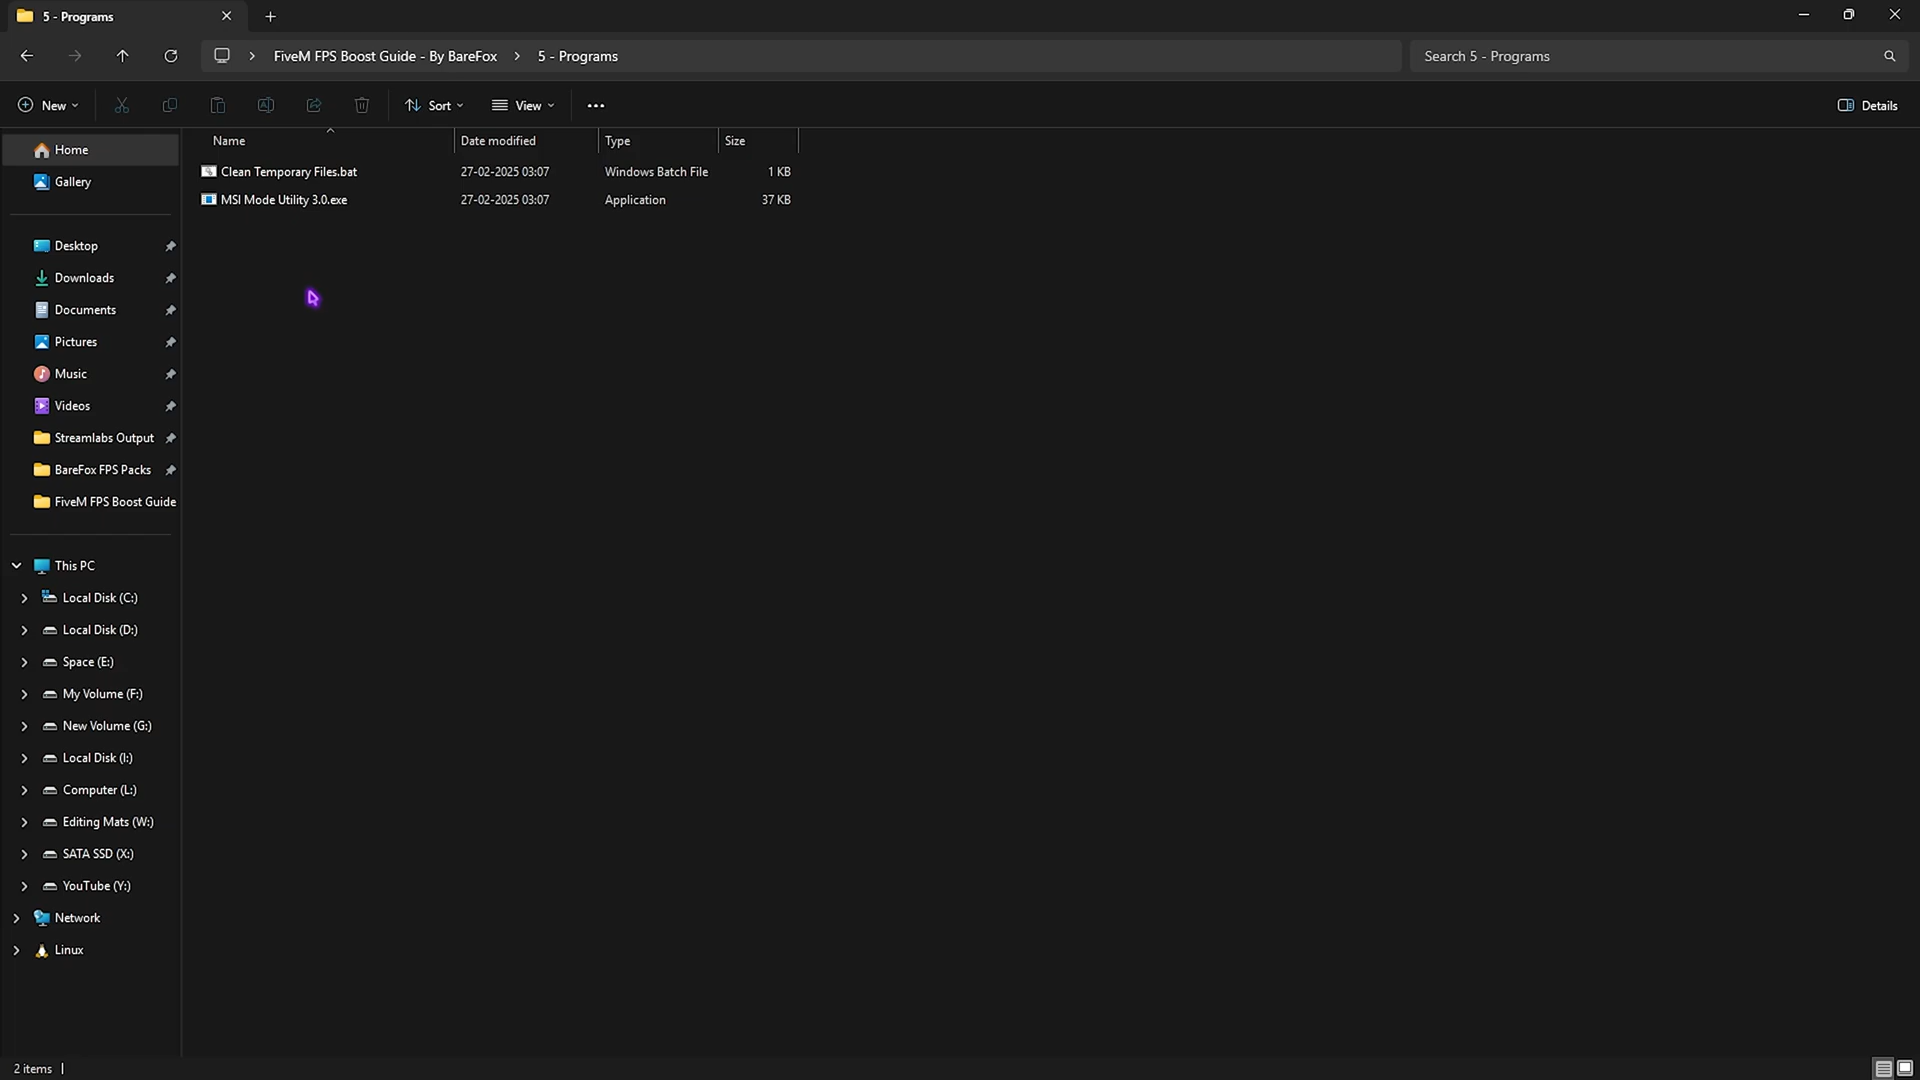 5 - Programs
FiveM FPS Boost Guide - By BareFox > 5 - Programs
Search 5 - Programs
New
Sort
View
Details
Name Date modified Type Size
Clean Temporary Files.bat 27-02-2025 03:07 Windows Batch File 1 KB
MSI Mode Utility 3.0.exe 27-02-2025 03:07 Application 37 KB
Home
Gallery
Desktop
Downloads
Documents
Pictures
Music
Videos
Streamlabs Output
BareFox FPS Packs
FiveM FPS Boost Guide
This PC
Local Disk (C:)
Local Disk (D:)
Space (E:)
My Volume (F:)
New Volume (G:)
Local Disk (I:)
Computer (L:)
Editing Mats (W:)
SATA SSD (X:)
YouTube (Y:)
Network
Linux
2 items